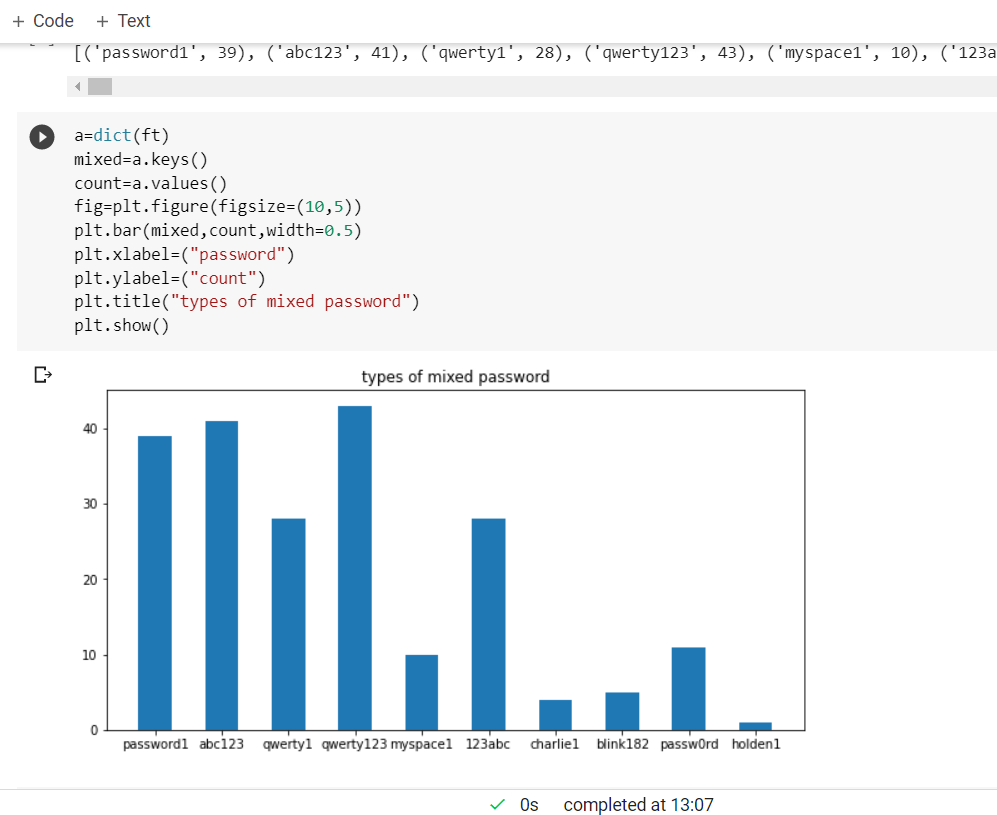 + Code + Text
[('password1', 39), ('abc123', 41), ('qwerty1', 28), ('qwerty123', 43), ('myspace1', 10), ('123a
a=dict(ft)
mixed=a.keys()
count=a.values()
fig=plt.figure(figsize=(10,5))
plt.bar(mixed,count,width=0.5)
plt.xlabel=("password")
plt.ylabel=("count")
plt.title("types of mixed password")
plt.show()
types of mixed password
40
30
20
10
0
password1 abc123 qwerty1 qwerty123 myspace1 123abc charlie1 blink182 passw0rd holden1
0s completed at 13:07